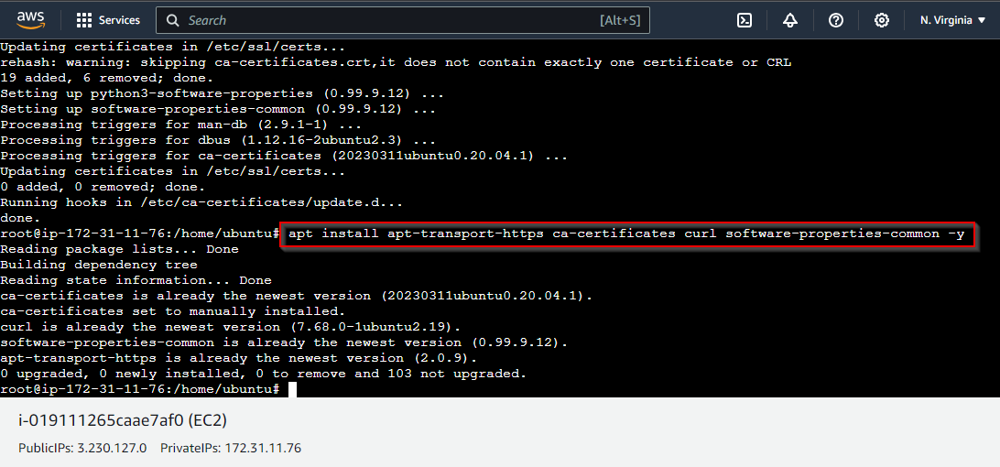 aws Services Search [Alt+S] N. Virginia
Updating certificates in /etc/ssl/certs...
rehash: warning: skipping ca-certificates.crt,it does not contain exactly one certificate or CRL
19 added, 6 removed; done.
Setting up python3-software-properties (0.99.9.12) ...
Setting up software-properties-common (0.99.9.12) ...
Processing triggers for man-db (2.9.1-1) ...
Processing triggers for dbus (1.12.16-2ubuntu2.3) ...
Processing triggers for ca-certificates (20230311ubuntu0.20.04.1) ...
Updating certificates in /etc/ssl/certs...
0 added, 0 removed; done.
Running hooks in /etc/ca-certificates/update.d...
done.
root@ip-172-31-11-76:/home/ubuntu# apt install apt-transport-https ca-certificates curl software-properties-common -y
Reading package lists... Done
Building dependency tree
Reading state information... Done
ca-certificates is already the newest version (20230311ubuntu0.20.04.1).
ca-certificates set to manually installed.
curl is already the newest version (7.68.0-1ubuntu2.19).
software-properties-common is already the newest version (0.99.9.12).
apt-transport-https is already the newest version (2.0.9).
0 upgraded, 0 newly installed, 0 to remove and 103 not upgraded.
root@ip-172-31-11-76:/home/ubuntu#
i-019111265caae7af0 (EC2)
PublicIPs: 3.230.127.0 PrivateIPs: 172.31.11.76